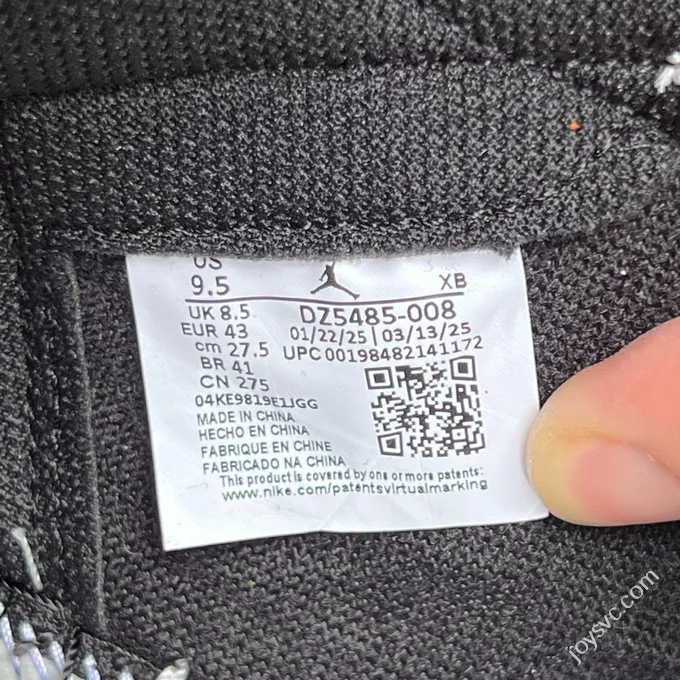 US
9.5 XB
UK 8.5 DZ5485-008
EUR 43 01/22/25 | 03/13/25
cm 27.5 UPC 00198482141172
BR 41
CN 275
04KE9819E1JGG
MADE IN CHINA
HECHO EN CHINA
FABRIQUE EN CHINE
FABRICADO NA CHINA
This product is covered by one or more patents:
www.nike.com/patentsvirtualmarking
joysvc.com